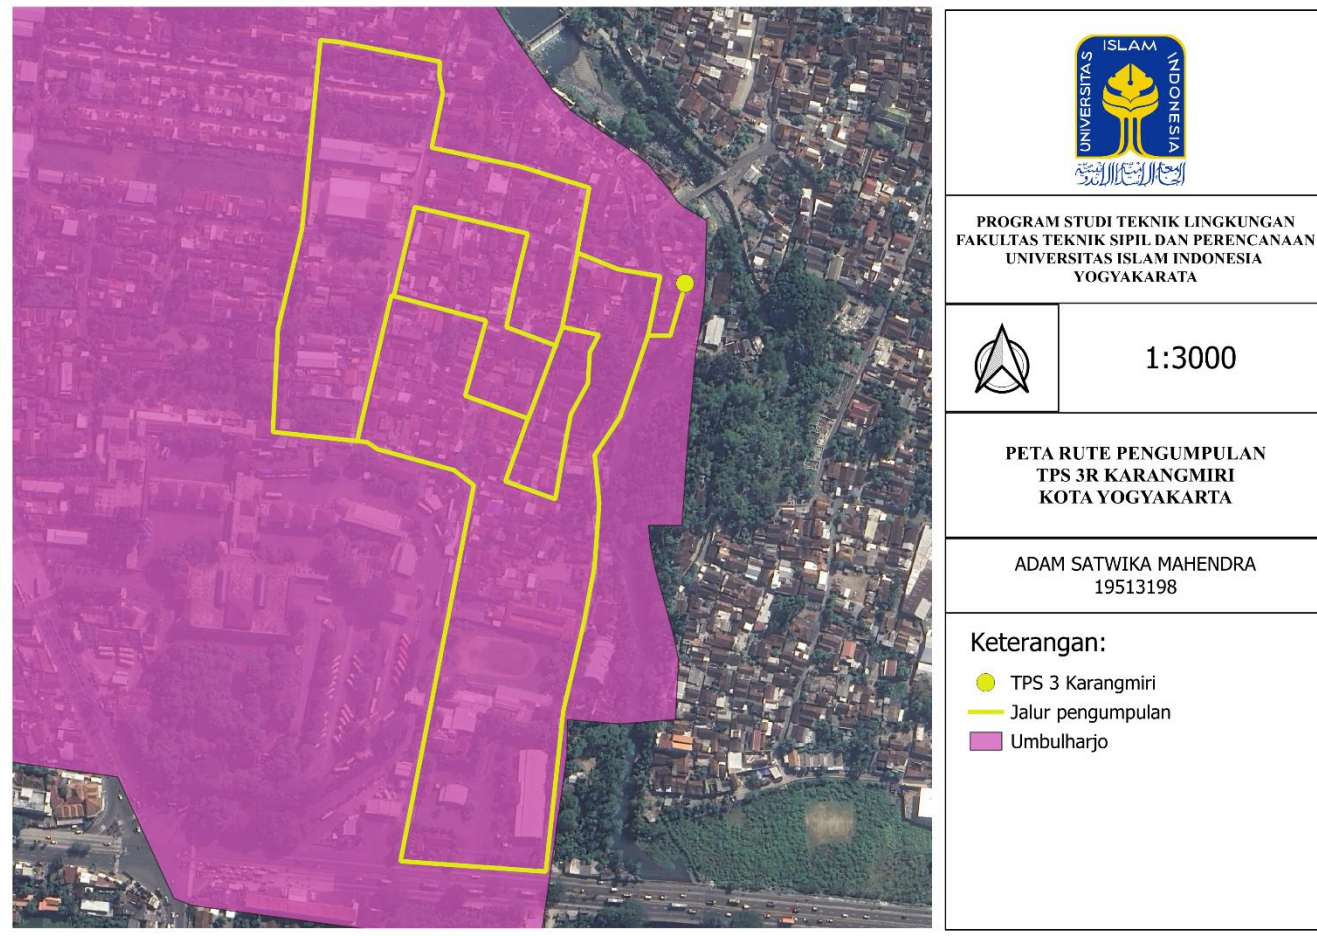 UNIVERSITAS ISLAM INDONESIA
PROGRAM STUDI TEKNIK LINGKUNGAN
FAKULTAS TEKNIK SIPIL DAN PERENCANAAN
UNIVERSITAS ISLAM INDONESIA
YOGYAKARATA
1:3000
PETA RUTE PENGUMPULAN
TPS 3R KARANGMIRI
KOTA YOGYAKARTA
ADAM SATWIKA MAHENDRA
19513198
Keterangan:
TPS 3 Karangmiri
Jalur pengumpulan
Umbulharjo